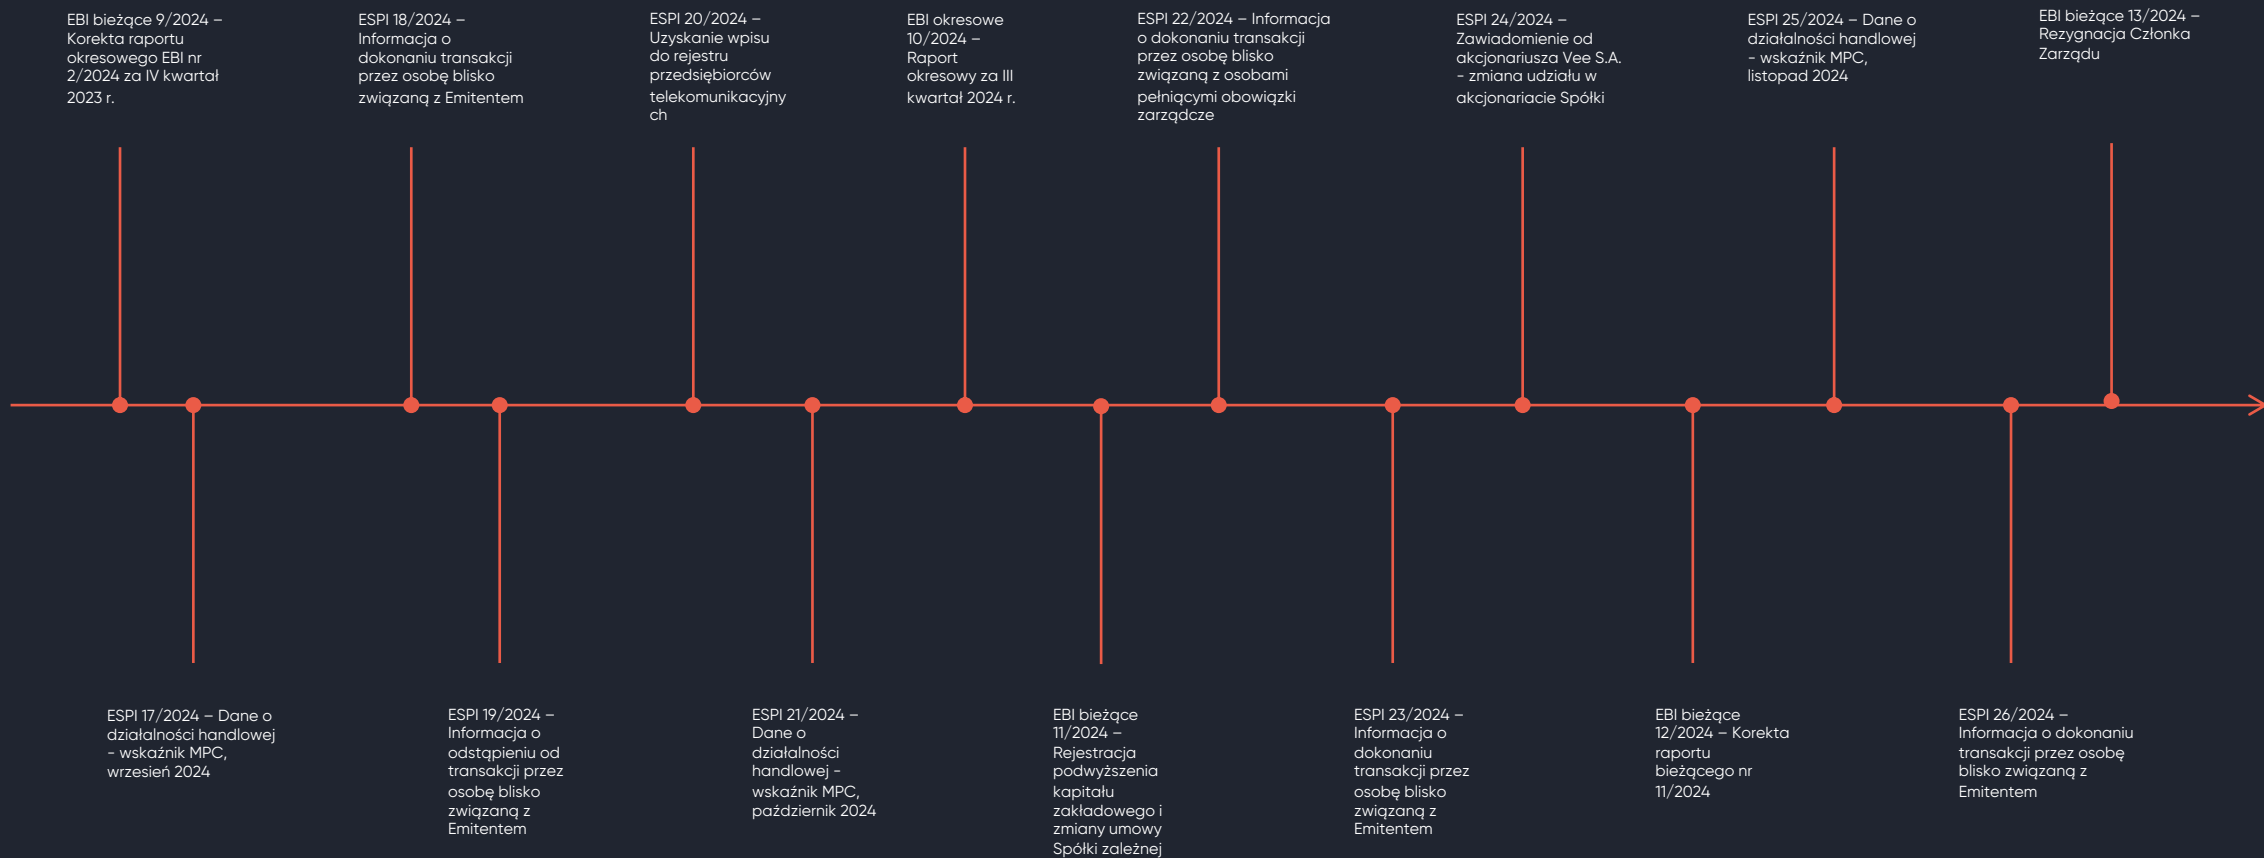 EBI bieżące 9/2024 –
Korekta raportu
okresowego EBI nr
2/2024 za IV kwartał
2023 r.
ESPI 18/2024 –
Informacja o
dokonaniu transakcji
przez osobę blisko
związaną z Emitentem
ESPI 20/2024 –
Uzyskanie wpisu
do rejestru
przedsiębiorców
telekomunikacyjny
ch
EBI okresowe
10/2024 –
Raport
okresowy za III
kwartał 2024 r.
ESPI 22/2024 – Informacja
o dokonaniu transakcji
przez osobę blisko
związaną z osobami
pełniącymi obowiązki
zarządcze
ESPI 24/2024 –
Zawiadomienie od
akcjonariusza Vee S.A.
- zmiana udziału w
akcjonariacie Spółki
ESPI 25/2024 – Dane o
działalności handlowej
- wskaźnik MPC,
listopad 2024
EBI bieżące 13/2024 –
Rezygnacja Członka
Zarządu
ESPI 17/2024 – Dane o
działalności handlowej
- wskaźnik MPC,
wrzesień 2024
ESPI 19/2024 –
Informacja o
odstąpieniu od
transakcji przez
osobę blisko
związaną z
Emitentem
ESPI 21/2024 –
Dane o
działalności
handlowej -
wskaźnik MPC,
październik 2024
EBI bieżące
11/2024 –
Rejestracja
podwyższenia
kapitału
zakładowego i
zmiany umowy
Spółki zależnej
ESPI 23/2024 –
Informacja o
dokonaniu
transakcji przez
osobę blisko
związaną z
Emitentem
EBI bieżące
12/2024 – Korekta
raportu
bieżącego nr
11/2024
ESPI 26/2024 –
Informacja o dokonaniu
transakcji przez osobę
blisko związaną z
Emitentem